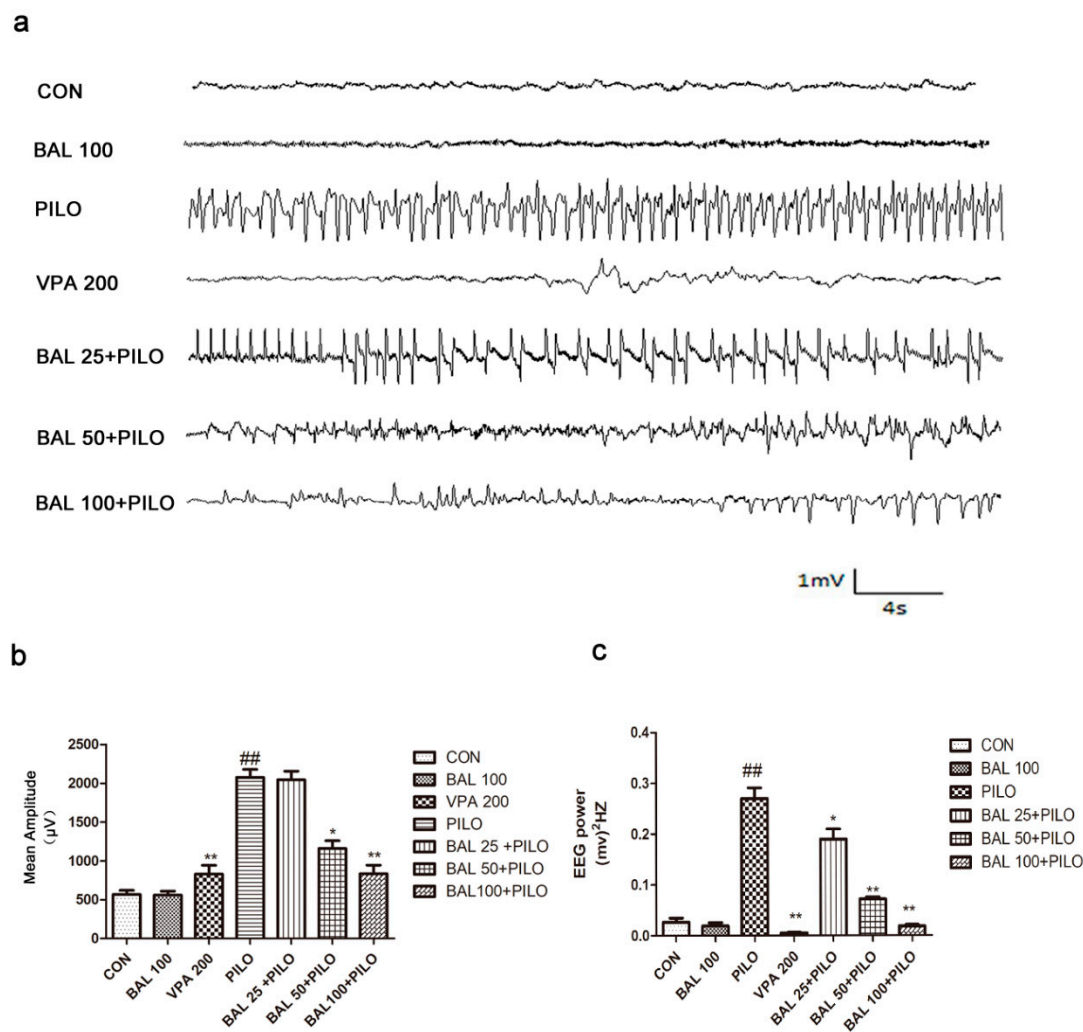 a
CON
BAL 100
PILO
VPA 200
BAL 25+PILO
BAL 50+PILO
BAL 100+PILO
1mV
4s
b
Mean Amplitude
(μV)
2500
2000
1500
1000
500
0
##
**
*
**
CON
BAL 100
VPA 200
PILO
BAL 25 +PILO
BAL 50+PILO
BAL100+PILO
CON
BAL 100
VPA 200
PILO
BAL 25 +PILO
BAL 50+PILO
BAL100+PILO
c
EEG power
(mv)²HZ
0.4
0.3
0.2
0.1
0.0
##
**
*
**
**
CON
BAL 100
PILO
VPA 200
BAL 25+PILO
BAL 50+PILO
BAL 100+PILO
CON
BAL 100
PILO
BAL 25+PILO
BAL 50+PILO
BAL 100+PILO